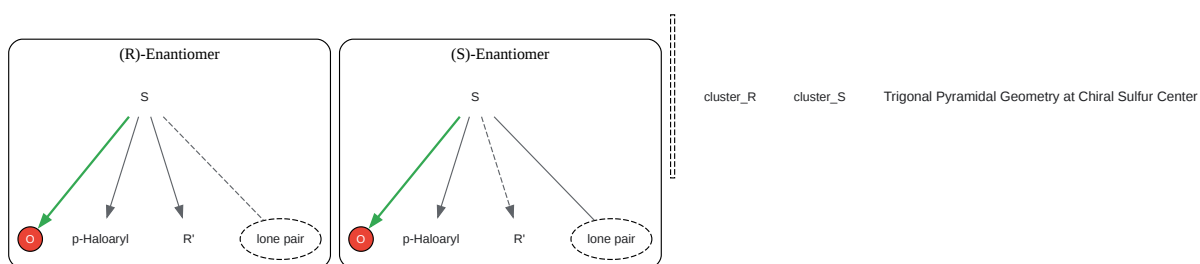 (R)-Enantiomer
S
O
p-Haloaryl
R'
lone pair
(S)-Enantiomer
S
O
p-Haloaryl
R'
lone pair
cluster_R
cluster_S
Trigonal Pyramidal Geometry at Chiral Sulfur Center